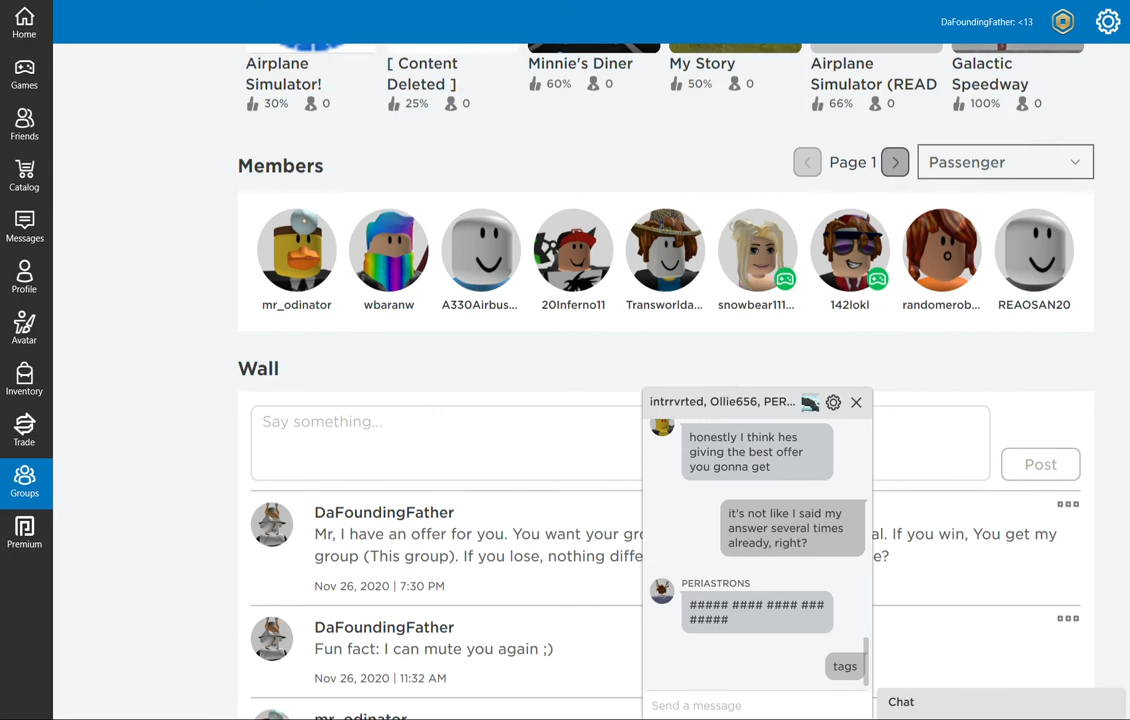 Home
Games
Friends
Catalog
Messages
Profile
Avatar
Inventory
Trade
Groups
Premium
DaFoundingFather: <13
Airplane
Simulator!
30% 0
[ Content
Deleted ]
25% 0
Minnie's Diner
60% 0
My Story
50% 0
Airplane
Simulator (READ
66% 0
Galactic
Speedway
100% 0
Members
Page 1
Passenger
mr_odinator
wbaranw
A330Airbus...
20Inferno11
Transworlda...
snowbear111...
142lokl
randomerob...
REAOSAN20
Wall
Say something...
Post
DaFoundingFather
Mr, I have an offer for you. You want your gr
al. If you win, You get my
group (This group). If you lose, nothing diffe
e?
Nov 26, 2020 | 7:30 PM
DaFoundingFather
Fun fact: I can mute you again ;)
Nov 26, 2020 | 11:32 AM
mr_odinator
intrrvrted, Ollie656, PER...
honestly I think hes
giving the best offer
you gonna get
it's not like I said my
answer several times
already, right?
PERIASTRONS
##### #### #### ###
#####
tags
Send a message
Chat